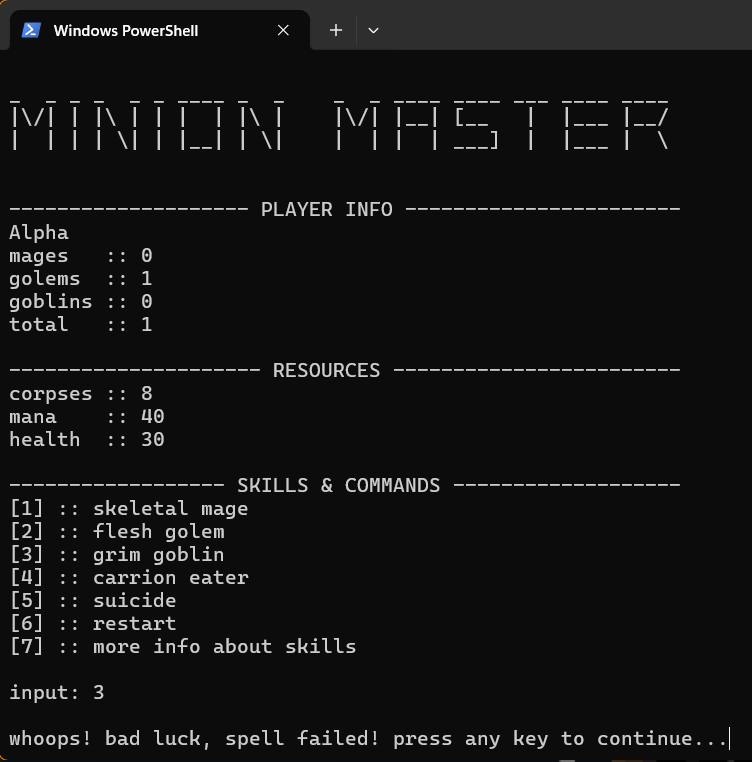 Windows PowerShell
MINION MASTER
------------------- PLAYER INFO ----------------------
Alpha
mages :: 0
golems :: 1
goblins :: 0
total :: 1
-------------------- RESOURCES -----------------------
corpses :: 8
mana :: 40
health :: 30
------------------ SKILLS & COMMANDS ------------------
[1] :: skeletal mage
[2] :: flesh golem
[3] :: grim goblin
[4] :: carrion eater
[5] :: suicide
[6] :: restart
[7] :: more info about skills
input: 3
whoops! bad luck, spell failed! press any key to continue...